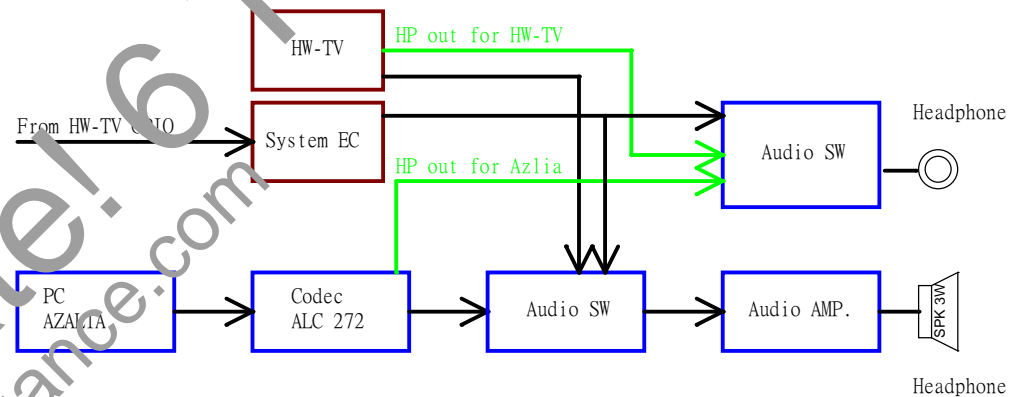 HW-TV
HP out for HW-TV
From HW-TV
System EC
Audio SW
Headphone
HP out for Azlia
PC
AZALIA
Codec
ALC 272
Audio SW
Audio AMP.
SPK 3W
Headphone